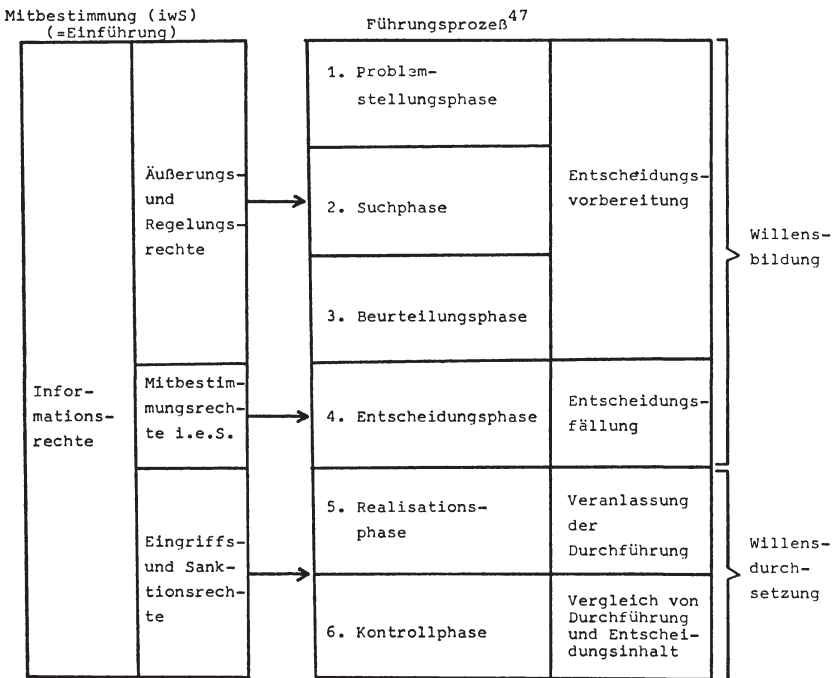 Mitbestimmung (iwS)
(=Einführung)
Führungsprozeß47
Infor-
mations-
rechte
Äußerungs-
und
Regelungs-
rechte
Mitbestim-
mungsrech-
te i.e.S.
Eingriffs-
und Sank-
tionsrech-
te
1. Problem-
stellungsphase
2. Suchphase
3. Beurteilungsphase
4. Entscheidungsphase
5. Realisations-
phase
6. Kontrollphase
Entscheidungs-
vorbereitung
Entscheidungs-
fällung
Veranlassung
der
Durchführung
Vergleich von
Durchführung
und Entschei-
dungsinhalt
Willens-
bildung
Willens-
durch-
setzung